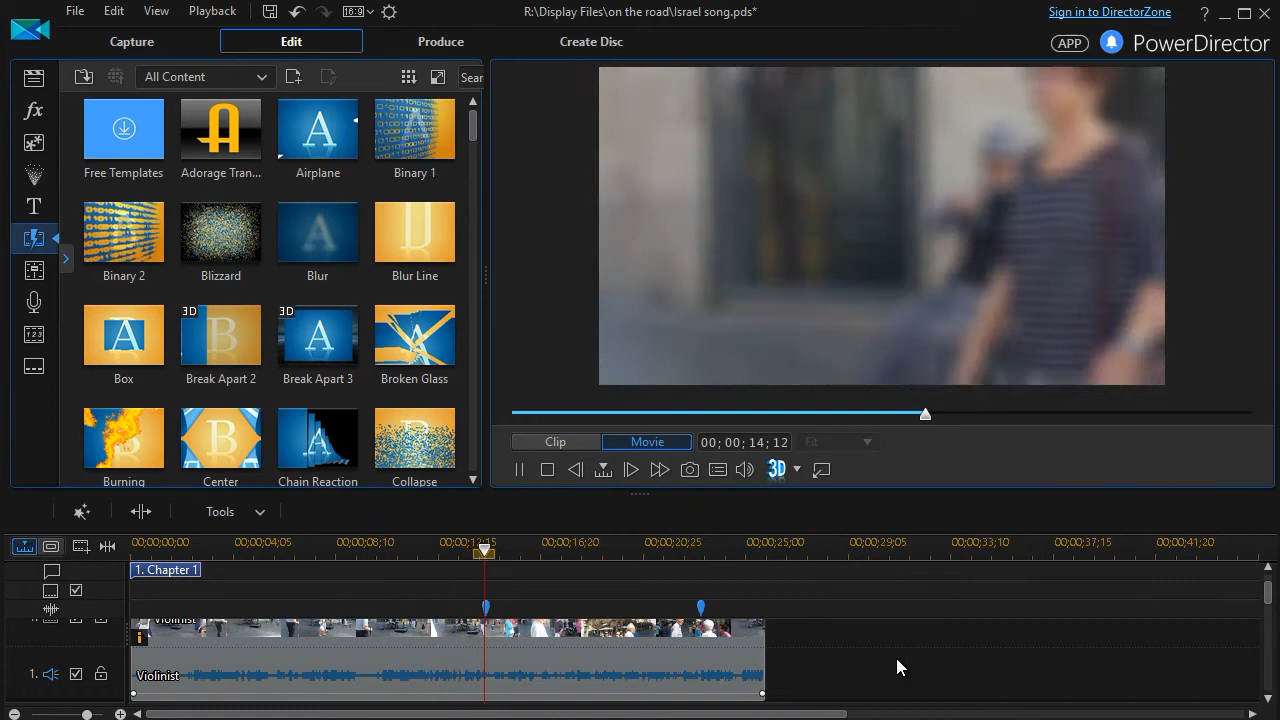 File Edit View Playback 16:9 R:\Display Files\on the road\Israel song.pds* Sign in to DirectorZone ?
Capture Edit Produce Create Disc APP PowerDirector
All Content Sear
Free Templates Adorage Tran... Airplane Binary 1
Binary 2 Blizzard Blur Blur Line
3D 3D
Box Break Apart 2 Break Apart 3 Broken Glass
Burning Center Chain Reaction Collapse
Clip Movie 00; 00; 14; 12 Fit
3D
Tools
00;00;00;00 00;00;04;05 00;00;08;10 00;00;12;15 00;00;16;20 00;00;20;25 00;00;25;00 00;00;29;05 00;00;33;10 00;00;37;15 00;00;41;20
1. Chapter 1
Violinist
1. Violinist